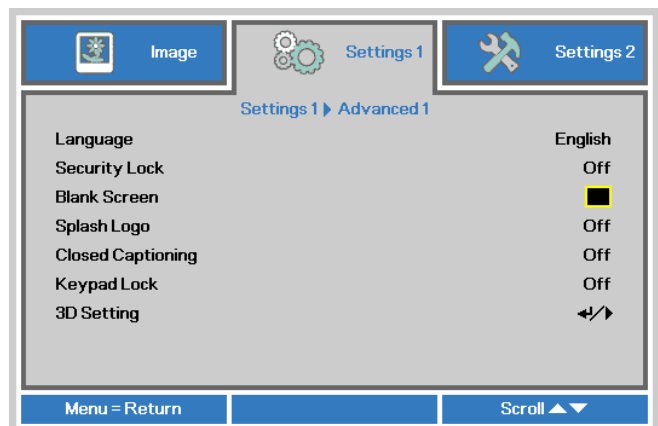 Image Settings 1 Settings 2
Settings 1 ▶ Advanced 1
Language English
Security Lock Off
Blank Screen
Splash Logo Off
Closed Captioning Off
Keypad Lock Off
3D Setting ↵/▶
Menu = Return Scroll ▲▼